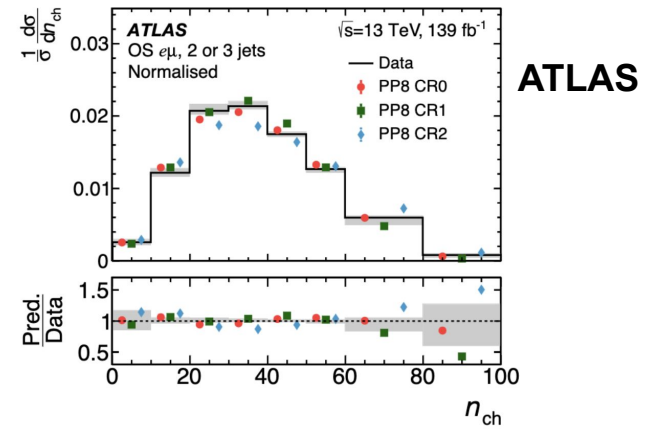 1/σ dσ/dn_ch
ATLAS
√s=13 TeV, 139 fb⁻¹
OS eμ, 2 or 3 jets
Normalised
Data
PP8 CR0
PP8 CR1
PP8 CR2
0.03
0.02
0.01
0
ATLAS
Pred.
Data
1.5
1
0.5
0 20 40 60 80 100
n_ch